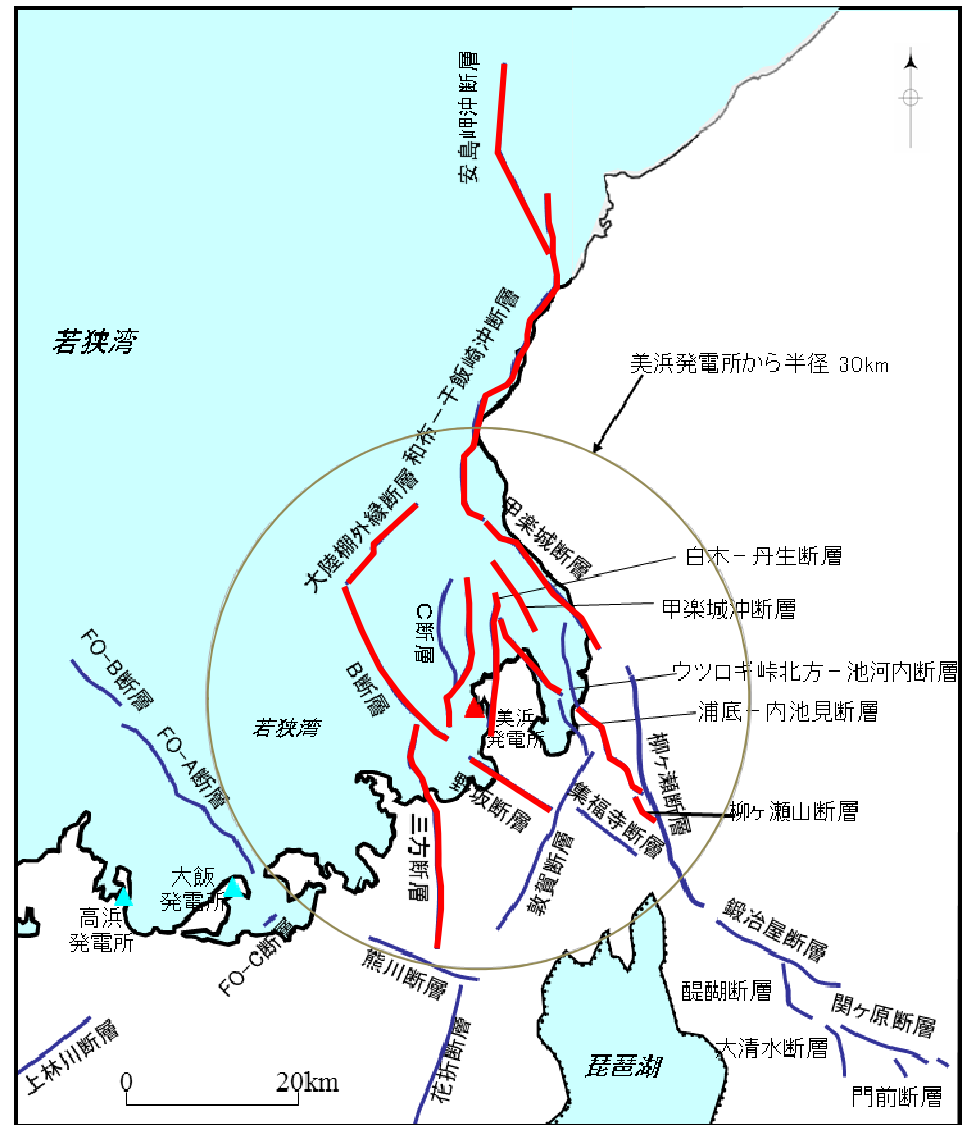 安島岬沖断層
若狭湾
和布－干飯崎沖断層
美浜発電所から半径 30km
大陸棚外縁断層
甲楽城断層
白木－丹生断層
甲楽城沖断層
C断層
FO-B断層
B断層
ウツロギ峠北方－池河内断層
浦底－内池見断層
若狭湾
美浜
発電所
FO-A断層
柳ヶ瀬断層
野坂断層
集福寺断層
柳ヶ瀬山断層
三方断層
敦賀断層
大飯
発電所
高浜
発電所
FO-C断層
熊川断層
鍛冶屋断層
醍醐断層
関ヶ原断層
上林川断層
花折断層
琵琶湖
大清水断層
門前断層
0 20km